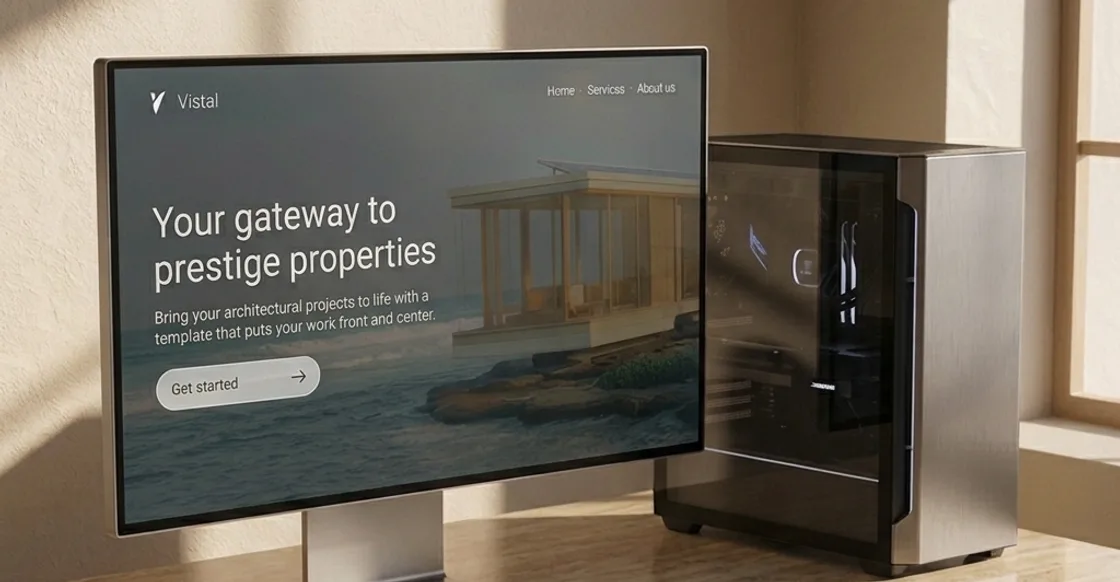 Vistal
Home · Services · About us
Your gateway to
prestige properties
Bring your architectural projects to life with a
template that puts your work front and center.
Get started